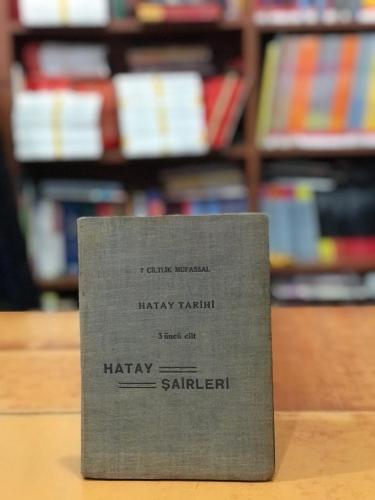 7 CİLTLİK MUFASSAL
HATAY TARİHİ
3 üncü cilt
HATAY
ŞAİRLERİ